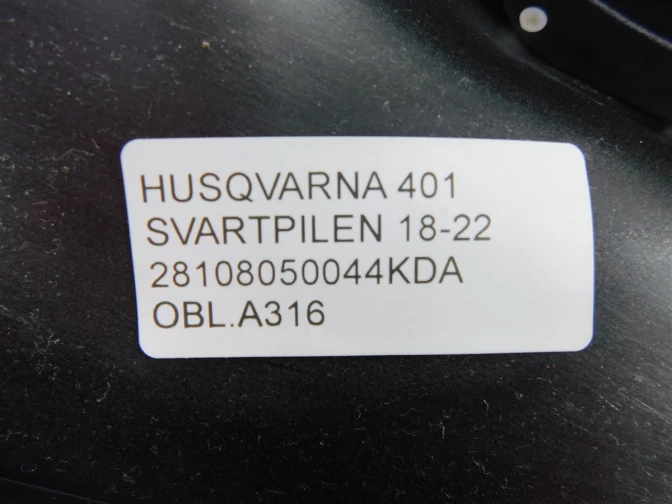 HUSQVARNA 401
SVARTPILEN 18-22
28108050044KDA
OBL.A316